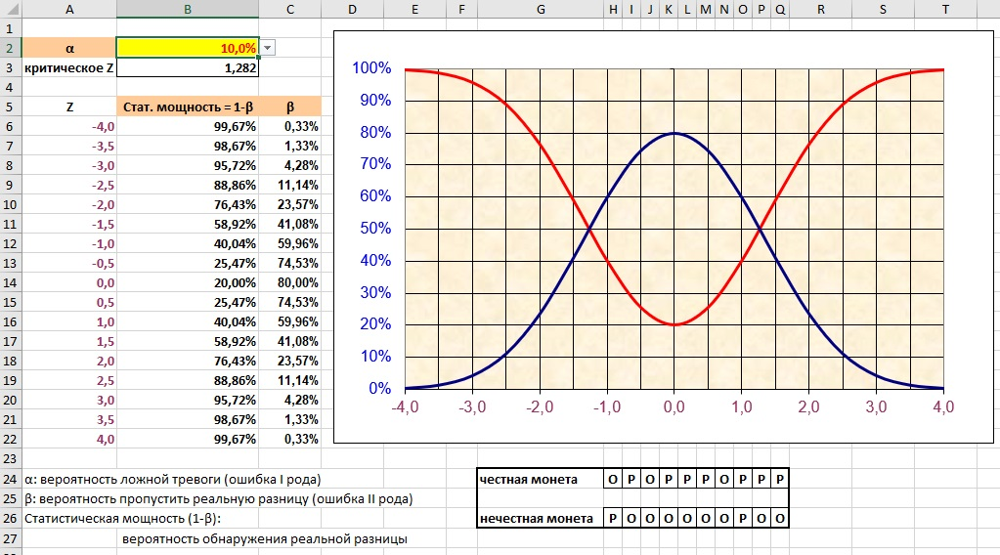 A B C D E F G H I J K L M N O P Q R S T
1
2 α 10,0%
3 критическое Z 1,282
4
5 Z Стат. мощность = 1-β β
6 -4,0 99,67% 0,33%
7 -3,5 98,67% 1,33%
8 -3,0 95,72% 4,28%
9 -2,5 88,86% 11,14%
10 -2,0 76,43% 23,57%
11 -1,5 58,92% 41,08%
12 -1,0 40,04% 59,96%
13 -0,5 25,47% 74,53%
14 0,0 20,00% 80,00%
15 0,5 25,47% 74,53%
16 1,0 40,04% 59,96%
17 1,5 58,92% 41,08%
18 2,0 76,43% 23,57%
19 2,5 88,86% 11,14%
20 3,0 95,72% 4,28%
21 3,5 98,67% 1,33%
22 4,0 99,67% 0,33%
100%
90%
80%
70%
60%
50%
40%
30%
20%
10%
0%
-4,0 -3,0 -2,0 -1,0 0,0 1,0 2,0 3,0 4,0
23
24 α: вероятность ложной тревоги (ошибка I рода) честная монета О Р О Р Р Р О Р Р Р
25 β: вероятность пропустить реальную разницу (ошибка II рода)
26 Статистическая мощность (1-β): нечестная монета Р О О О О О О Р О О
27 вероятность обнаружения реальной разницы